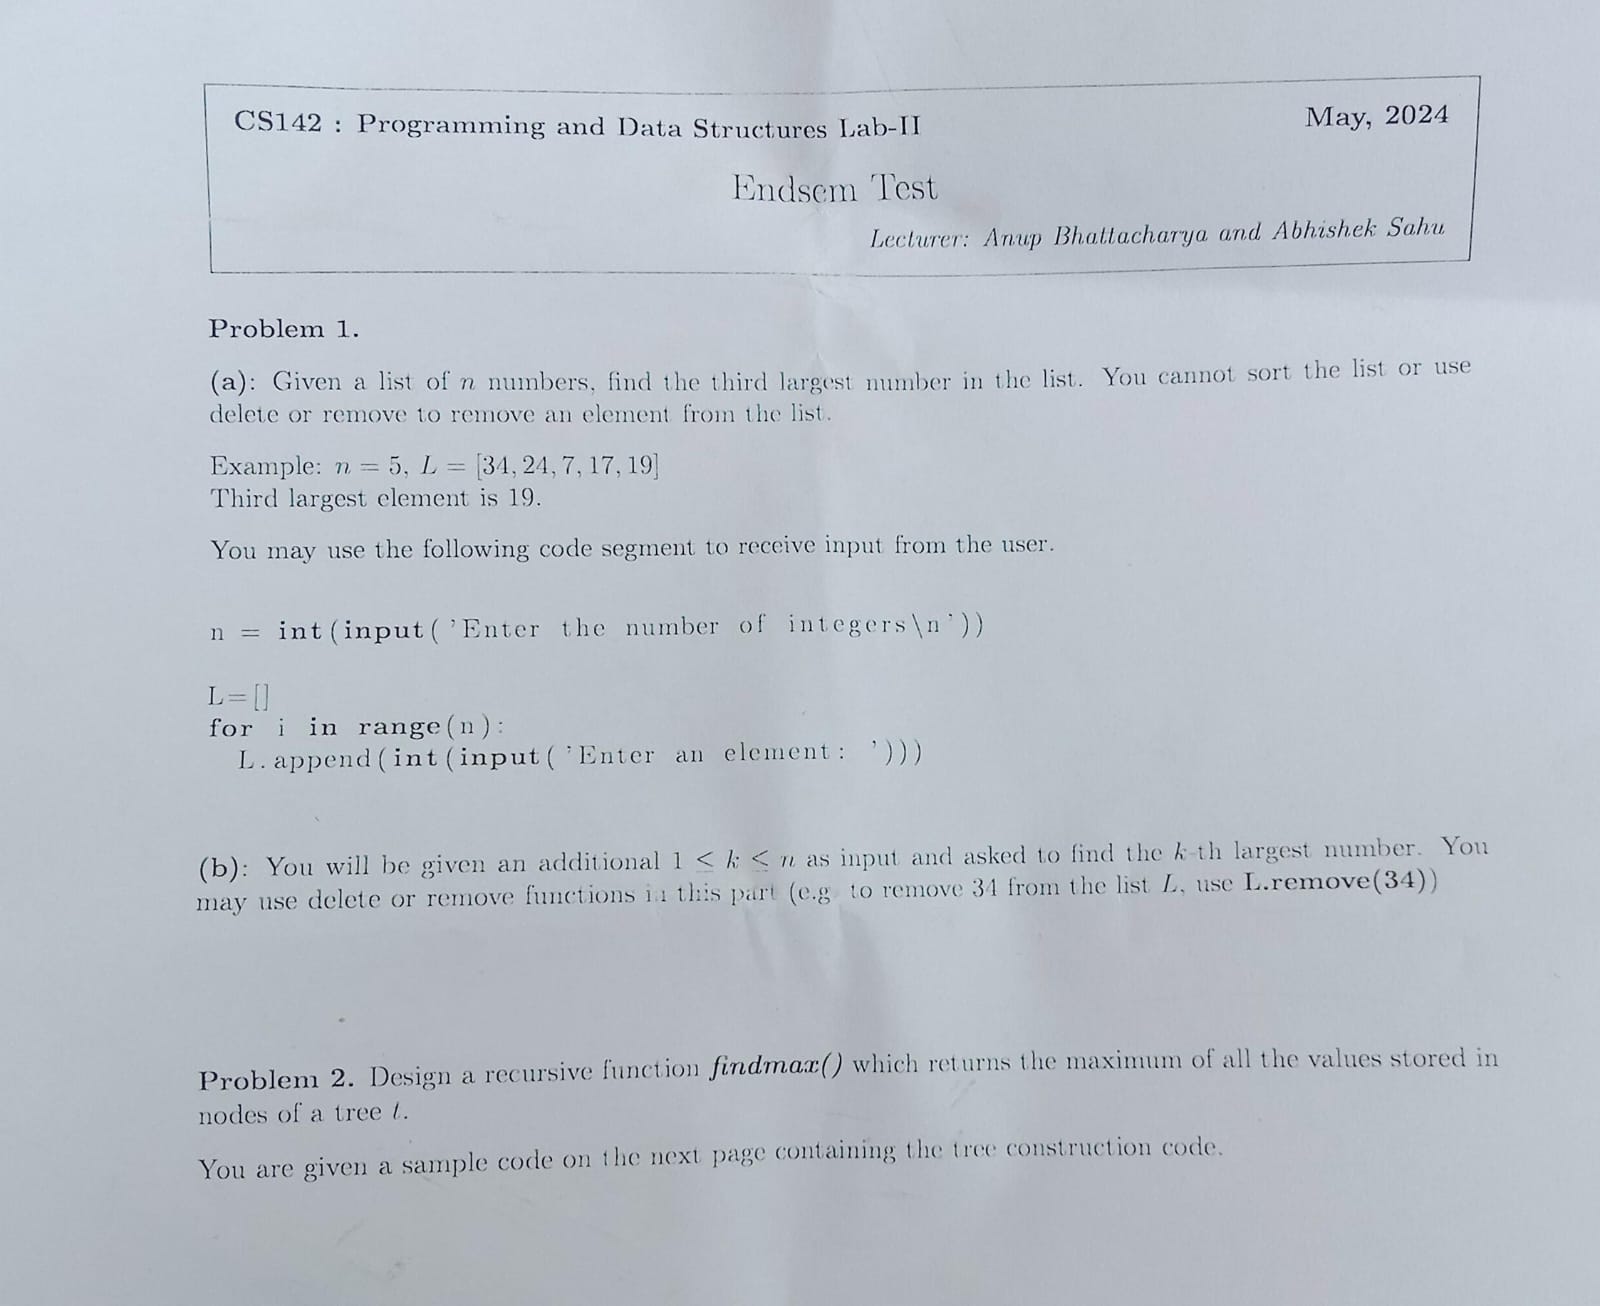 CS142 : Programming and Data Structures Lab-II
May, 2024
Endsem Test
Lecturer: Anup Bhattacharya and Abhishek Sahu
Problem 1.
(a): Given a list of n numbers, find the third largest number in the list. You cannot sort the list or use
delete or remove to remove an element from the list.
Example: n = 5, L = [34, 24, 7, 17, 19]
Third largest element is 19.
You may use the following code segment to receive input from the user.
n = int(input('Enter the number of integers\n'))
L=[]
for i in range(n):
L.append(int(input('Enter an element: ')))
(b): You will be given an additional 1 ≤ k ≤ n as input and asked to find the k-th largest number. You
may use delete or remove functions in this part (e.g to remove 34 from the list L, use L.remove(34))
Problem 2. Design a recursive function findmax() which returns the maximum of all the values stored in
nodes of a tree t.
You are given a sample code on the next page containing the tree construction code.